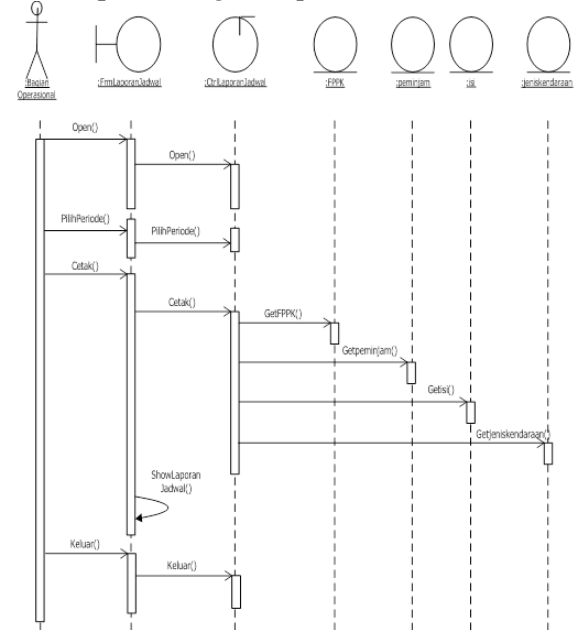 :Bagian
Operasional
:FrmLaporanJadwal
:CtrlLaporanJadwal
:FPPK
:peminjam
:isi
:jeniskendaraan
Open()
Open()
PilihPeriode()
PilihPeriode()
Cetak()
Cetak()
GetFPPK()
Getpeminjam()
Getisi()
Getjeniskendaraan()
ShowLaporan
Jadwal()
Keluar()
Keluar()